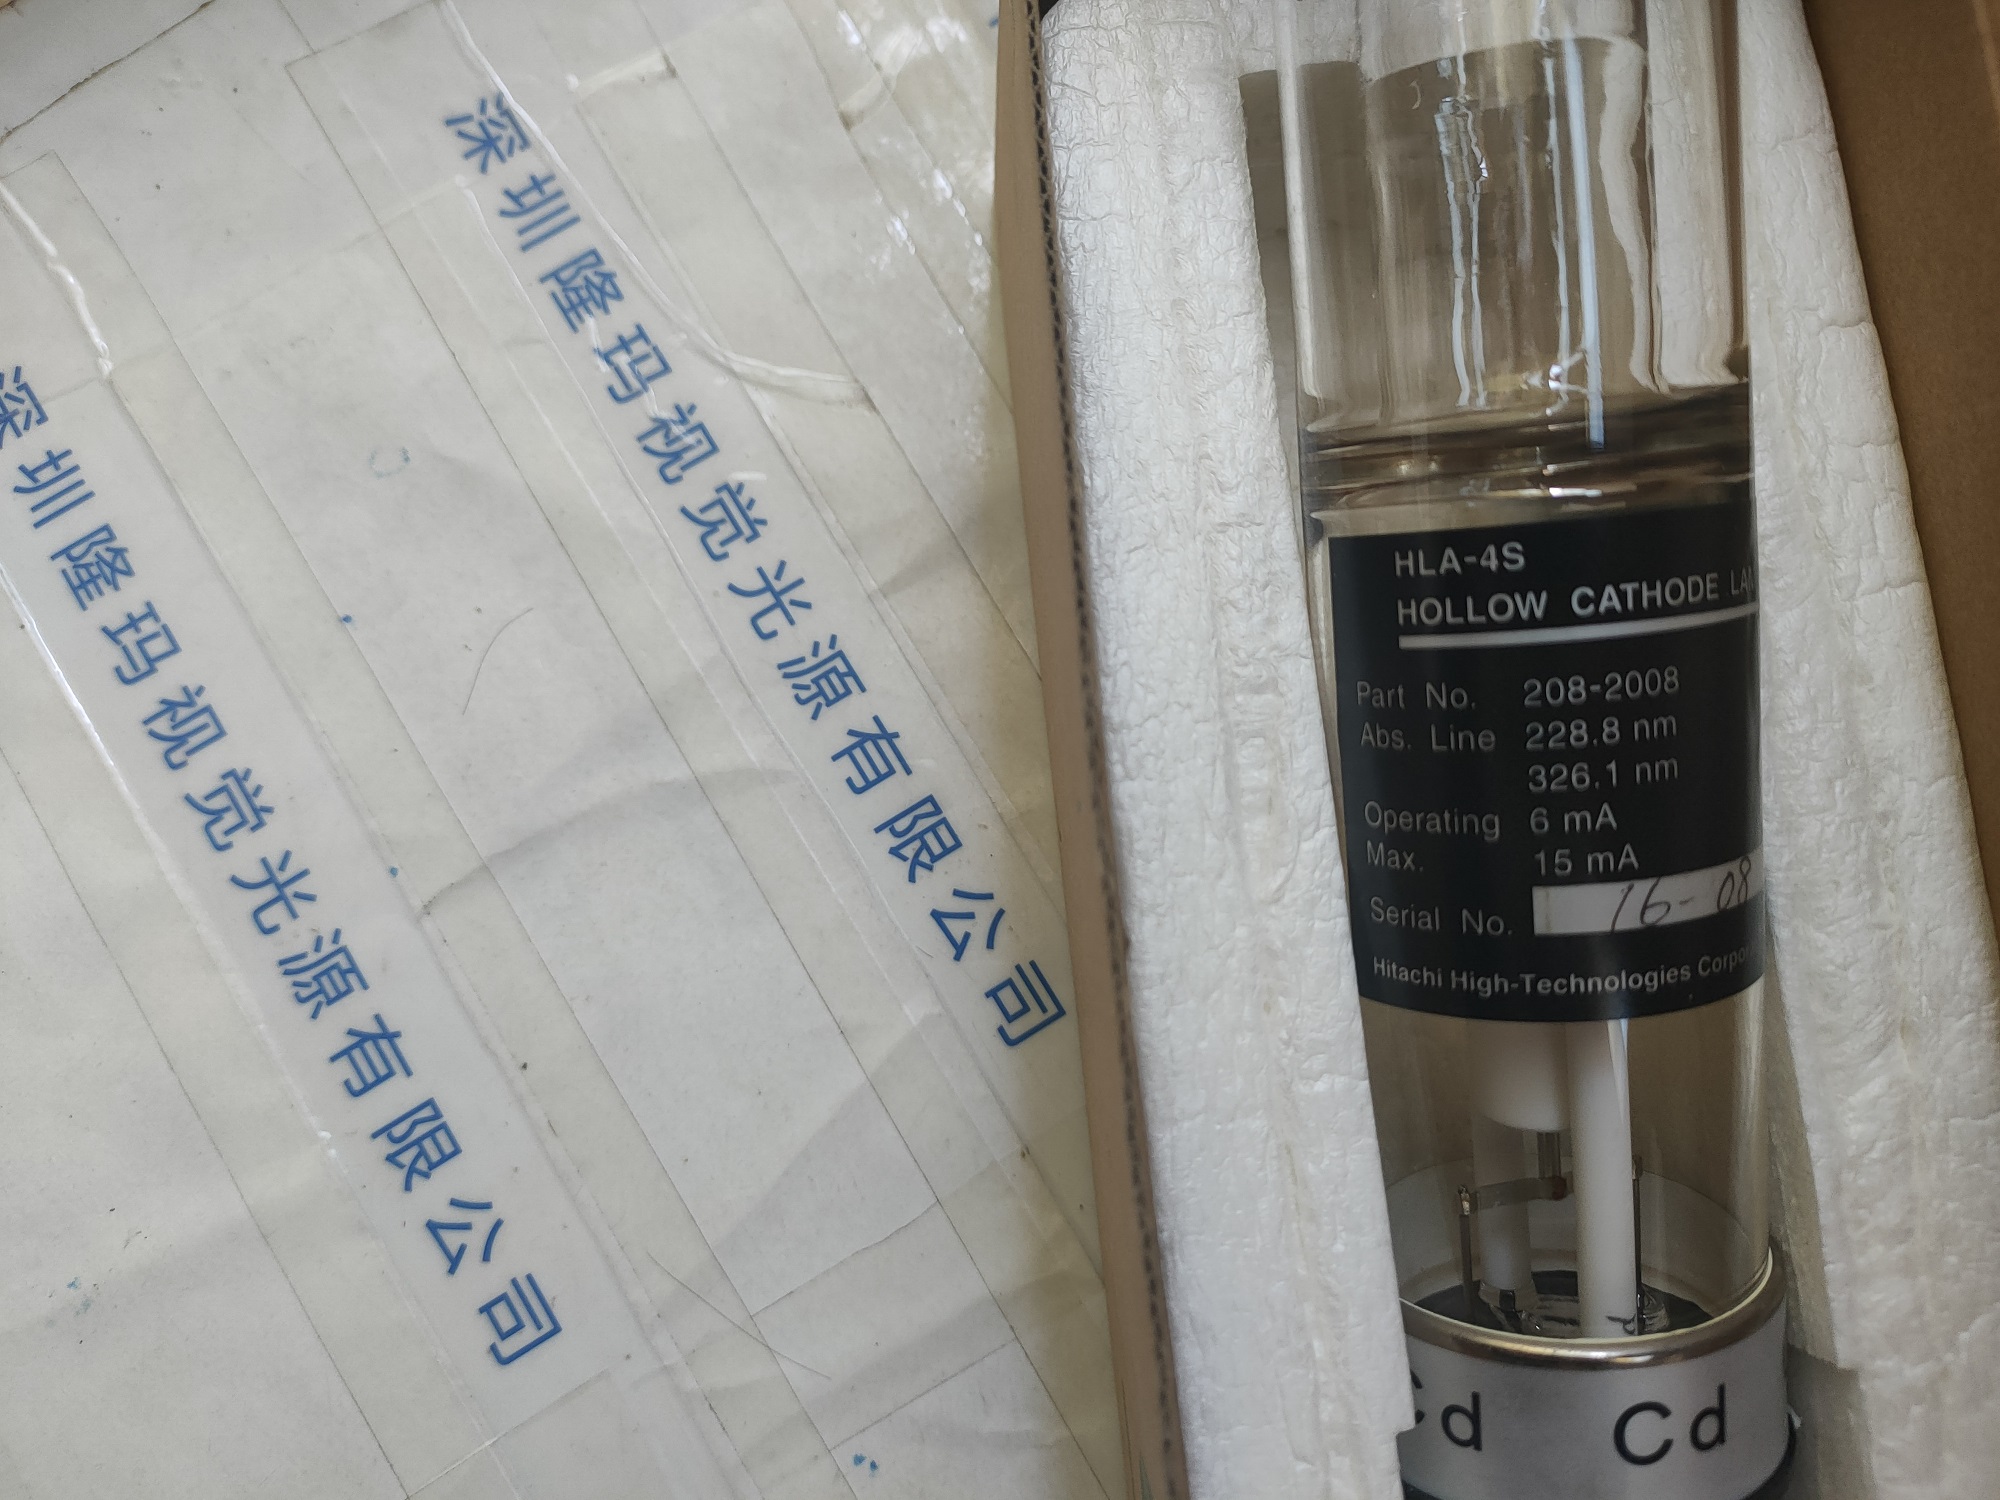 深圳隆玛视觉光源有限公司
深圳隆玛视觉光源有限公司
HLA-4S
HOLLOW CATHODE
Part No. 208-2008
Abs. Line 228.8 nm
326.1 nm
Operating 6 mA
Max. 15 mA
Serial No. 16-08
Hitachi High-Technologies
Cd Cd